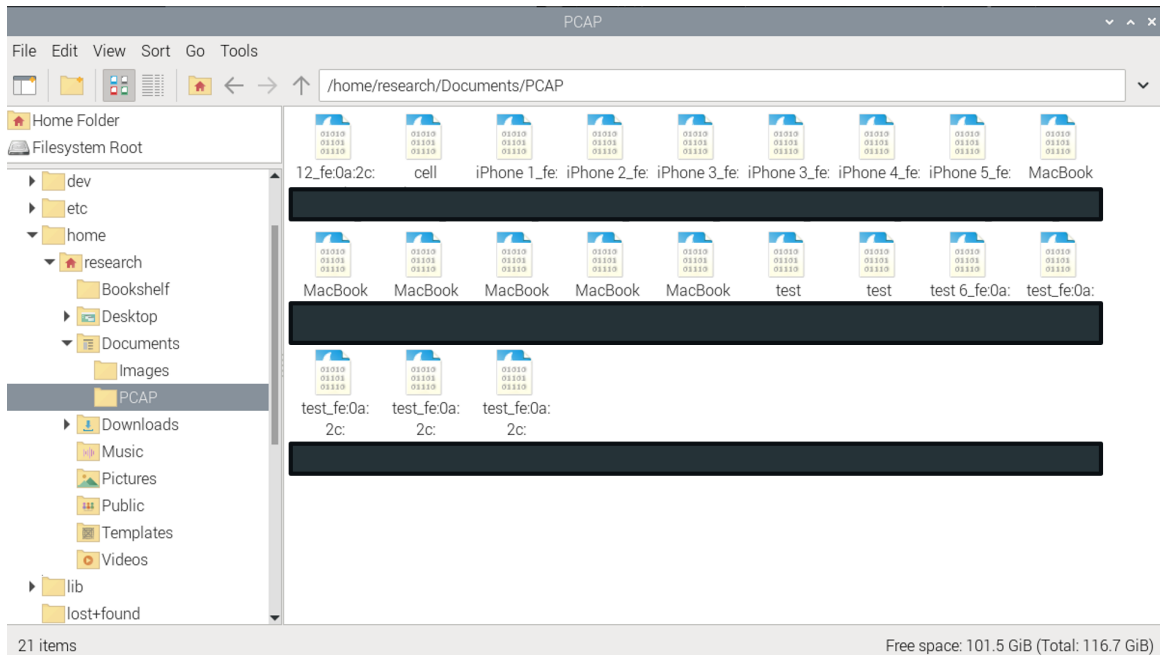 PCAP
File Edit View Sort Go Tools
/home/research/Documents/PCAP
Home Folder
Filesystem Root
dev
etc
home
research
Bookshelf
Desktop
Documents
Images
PCAP
Downloads
Music
Pictures
Public
Templates
Videos
lib
lost+found
12_fe:0a:2c: cell iPhone 1_fe: iPhone 2_fe: iPhone 3_fe: iPhone 3_fe: iPhone 4_fe: iPhone 5_fe: MacBook
MacBook MacBook MacBook MacBook MacBook test test test 6_fe:0a: test_fe:0a:
test_fe:0a: test_fe:0a: test_fe:0a:
2c: 2c: 2c:
21 items Free space: 101.5 GiB (Total: 116.7 GiB)